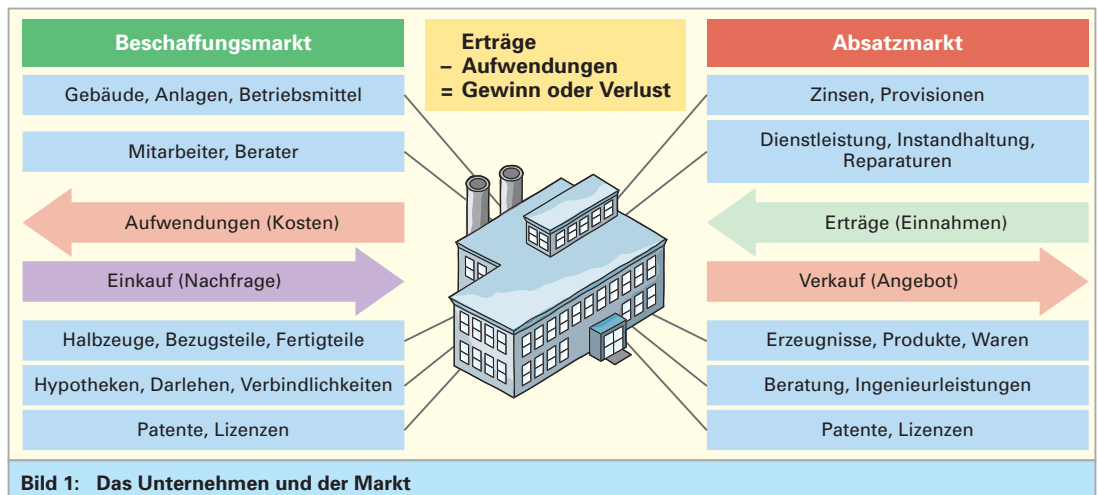 Beschaffungsmarkt
Gebäude, Anlagen, Betriebsmittel
Mitarbeiter, Berater
Aufwendungen (Kosten)
Einkauf (Nachfrage)
Halbzeuge, Bezugsteile, Fertigteile
Hypotheken, Darlehen, Verbindlichkeiten
Patente, Lizenzen
Erträge
– Aufwendungen
= Gewinn oder Verlust
Absatzmarkt
Zinsen, Provisionen
Dienstleistung, Instandhaltung,
Reparaturen
Erträge (Einnahmen)
Verkauf (Angebot)
Erzeugnisse, Produkte, Waren
Beratung, Ingenieurleistungen
Patente, Lizenzen
Bild 1: Das Unternehmen und der Markt